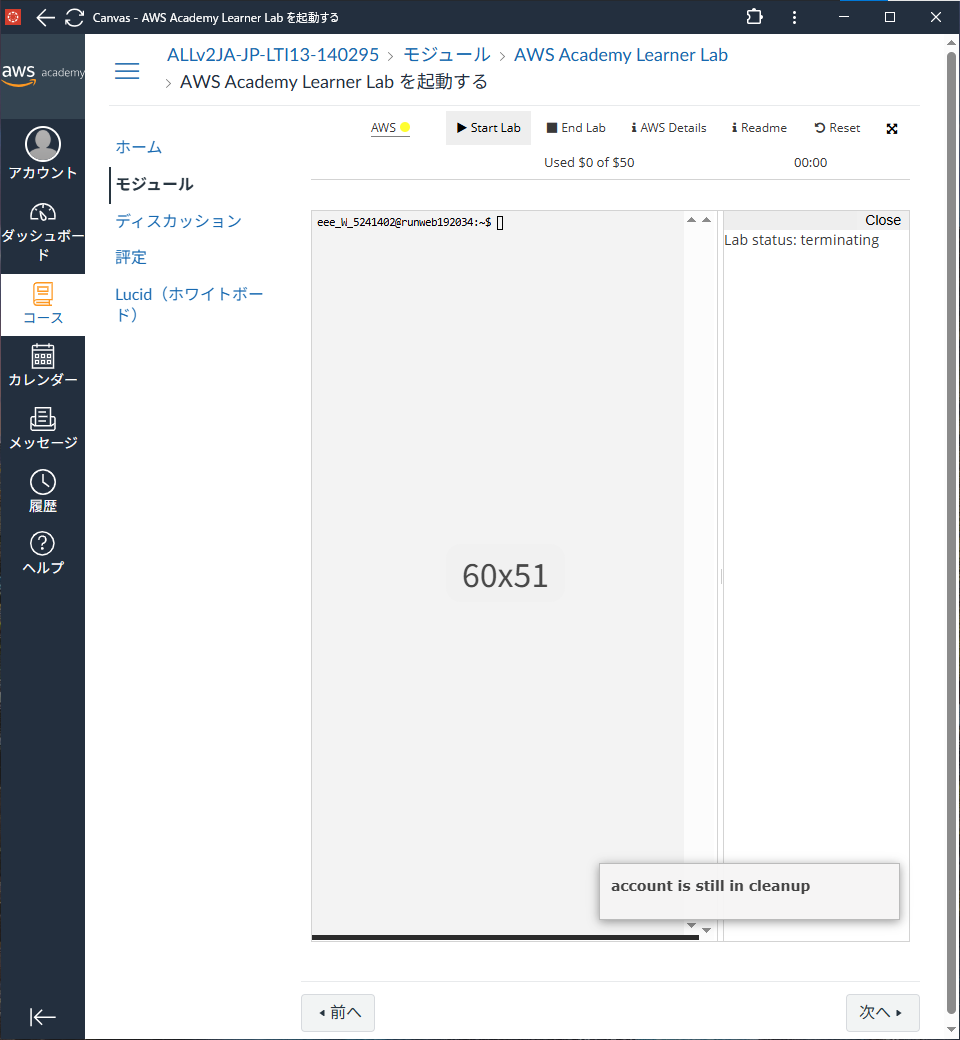 Canvas - AWS Academy Learner Lab を起動する
aws academy
アカウント
ダッシュボー
ド
コース
カレンダー
メッセージ
履歴
ヘルプ
ALLv2JA-JP-LTI13-140295 › モジュール › AWS Academy Learner Lab
› AWS Academy Learner Lab を起動する
ホーム
モジュール
ディスカッション
評定
Lucid（ホワイトボー
ド）
AWS Start Lab End Lab AWS Details Readme Reset
Used $0 of $50 00:00
eee_W_5241402@runweb192034:~$
60x51
Close
Lab status: terminating
account is still in cleanup
前へ
次へ